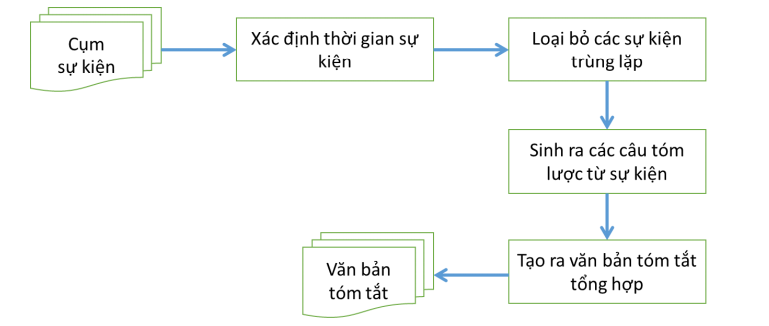 Cụm
sự kiện
Xác định thời gian sự
kiện
Loại bỏ các sự kiện
trùng lặp
Sinh ra các câu tóm
lược từ sự kiện
Tạo ra văn bản tóm tắt
tổng hợp
Văn bản
tóm tắt